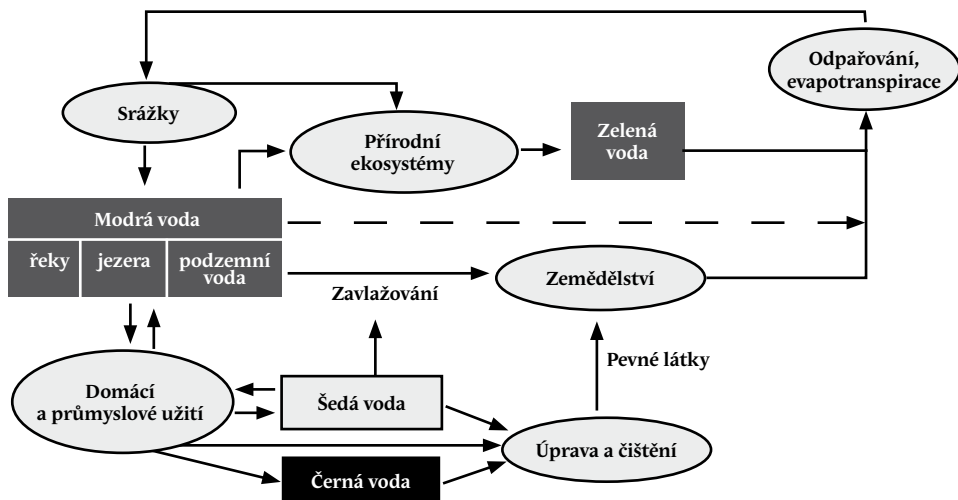 Odpařování,
evapotranspirace
Srážky
Přírodní
ekosystémy
Zelená
voda
Modrá voda
řeky
jezera
podzemní
voda
Zavlažování
Zemědělství
Pevné látky
Domácí
a průmyslové užití
Šedá voda
Úprava a čištění
Černá voda